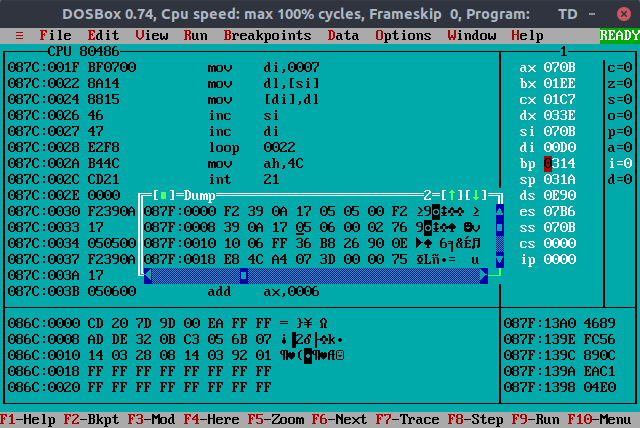 DOSBox 0.74, Cpu speed: max 100% cycles, Frameskip 0, Program: TD
≡ File Edit View Run Breakpoints Data Options Window Help READY
CPU 80486 1
087C:001F BF0700 mov di,0007 ax 070B c=0
087C:0022 8A14 mov dl,[si] bx 01EE z=0
087C:0024 8815 mov [di],dl cx 01C7 s=0
087C:0026 46 inc si dx 033E o=0
087C:0027 47 inc di si 070B p=0
087C:0028 E2F8 loop 0022 di 00D0 a=0
087C:002A B44C mov ah,4C bp 0314 i=0
087C:002C CD21 int 21 sp 031A d=0
087C:002E 0000 [■]=Dump 2=[↑][↓] ds 0E90
087C:0030 F2390A 087F:0000 F2 39 0A 17 05 05 00 F2 ≥9◙↨♣♣ ≥ es 07B6
087C:0033 17 087F:0008 39 0A 17 05 06 00 02 76 9◙↨♣♠ ☻v ss 070B
087C:0034 050500 087F:0010 10 06 FF 36 B8 26 90 0E ►♠ 6╕&É♫ cs 0000
087C:0037 F2390A 087F:0018 E8 4C A4 07 3D 00 00 75 ΦLñ•= u ip 0000
087C:003A 17
087C:003B 050600 add ax,0006
086C:0000 CD 20 7D 9D 00 EA FF FF = }¥ Ω 087F:13A0 4689
086C:0008 AD DE 32 0B C3 05 6B 07 ¡▐2♂├♣k• 087F:139E FC56
086C:0010 14 03 28 08 14 03 92 01 ¶♥(◘¶♥Æ☺ 087F:139C 890C
086C:0018 FF FF FF FF FF FF FF FF 087F:139A EAC1
086C:0020 FF FF FF FF FF FF FF FF 087F:1398 04E0
F1-Help F2-Bkpt F3-Mod F4-Here F5-Zoom F6-Next F7-Trace F8-Step F9-Run F10-Menu